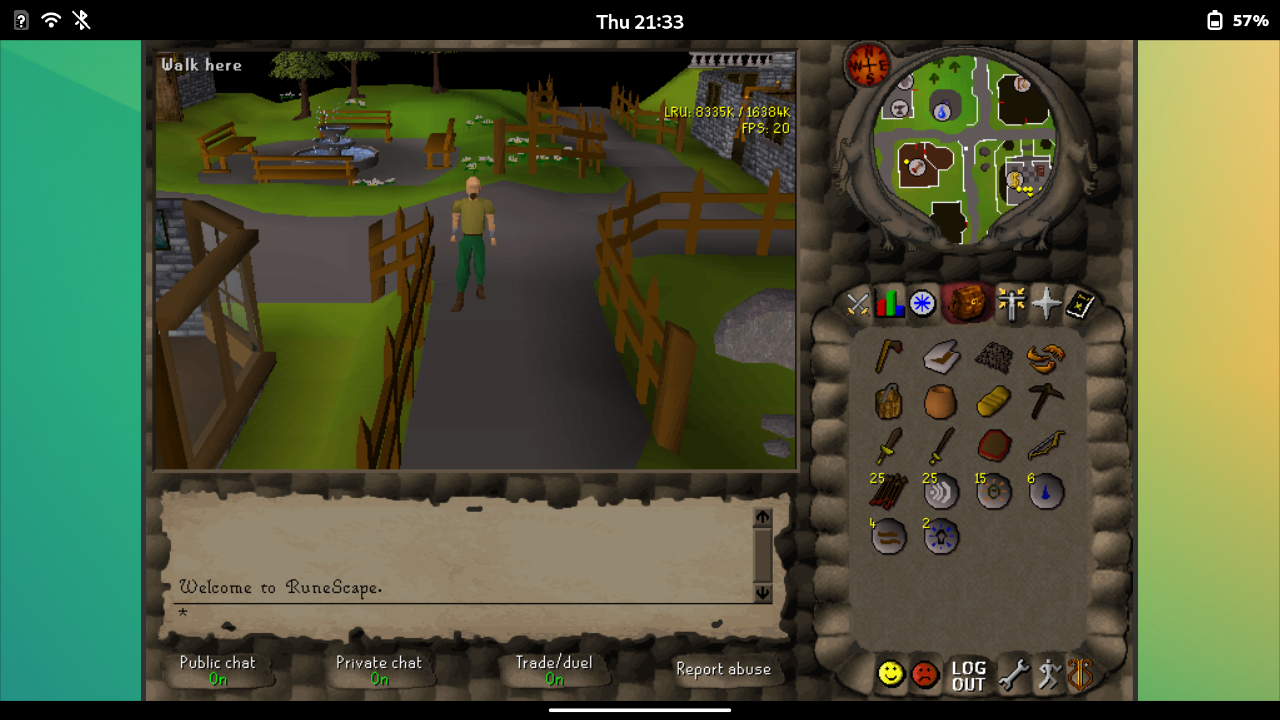 Thu 21:33
57%
Walk here
LRU: 8335K / 16384K
FPS: 20
N
W E
S
25 25 15 6
4 2
Welcome to RuneScape.
*
Public chat
On
Private chat
On
Trade/duel
On
Report abuse
LOG
OUT